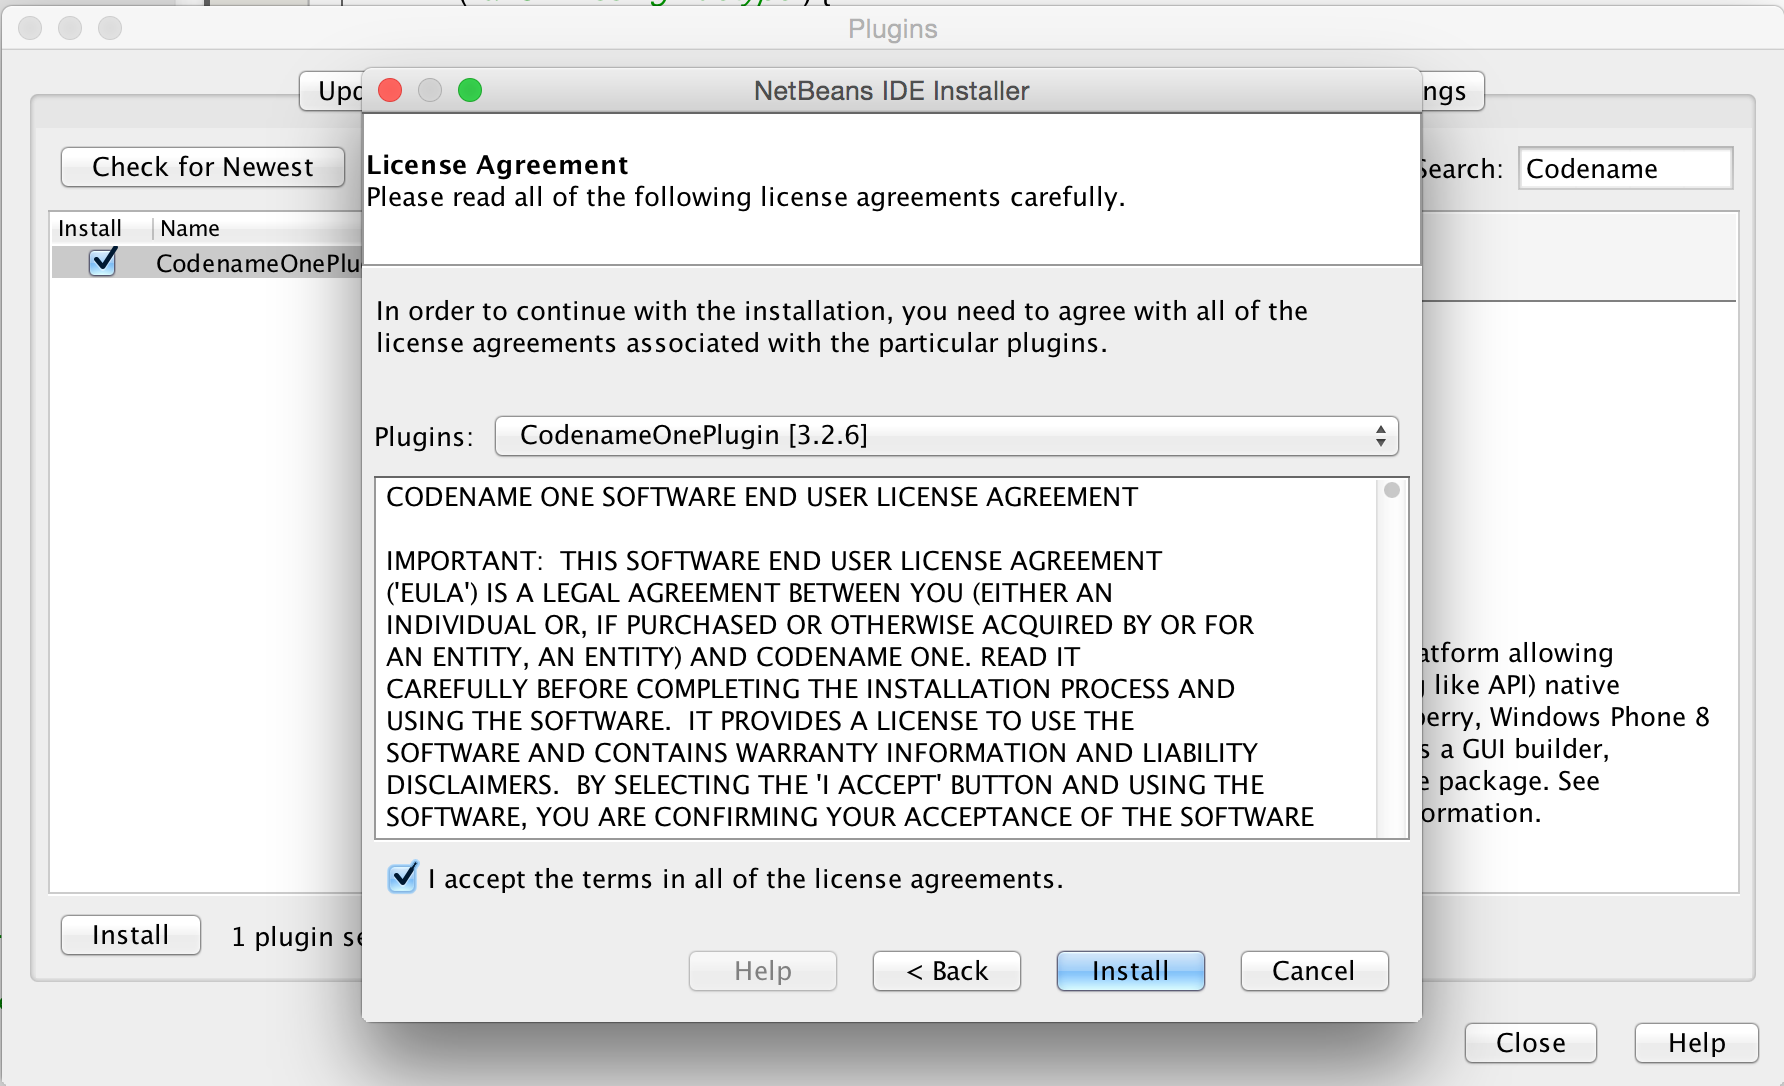 Plugins
NetBeans IDE Installer
Check for Newest
Search: Codename
Install Name
License Agreement
Please read all of the following license agreements carefully.
In order to continue with the installation, you need to agree with all of the
license agreements associated with the particular plugins.
Plugins: CodenameOnePlugin [3.2.6]
CODENAME ONE SOFTWARE END USER LICENSE AGREEMENT
IMPORTANT: THIS SOFTWARE END USER LICENSE AGREEMENT
('EULA') IS A LEGAL AGREEMENT BETWEEN YOU (EITHER AN
INDIVIDUAL OR, IF PURCHASED OR OTHERWISE ACQUIRED BY OR FOR
AN ENTITY, AN ENTITY) AND CODENAME ONE. READ IT
CAREFULLY BEFORE COMPLETING THE INSTALLATION PROCESS AND
USING THE SOFTWARE. IT PROVIDES A LICENSE TO USE THE
SOFTWARE AND CONTAINS WARRANTY INFORMATION AND LIABILITY
DISCLAIMERS. BY SELECTING THE 'I ACCEPT' BUTTON AND USING THE
SOFTWARE, YOU ARE CONFIRMING YOUR ACCEPTANCE OF THE SOFTWARE
I accept the terms in all of the license agreements.
Help < Back Install Cancel
CodenameOnePlu
atform allowing
like API) native
berry, Windows Phone 8
s a GUI builder,
e package. See
ormation.
Install 1 plugin se
Close Help